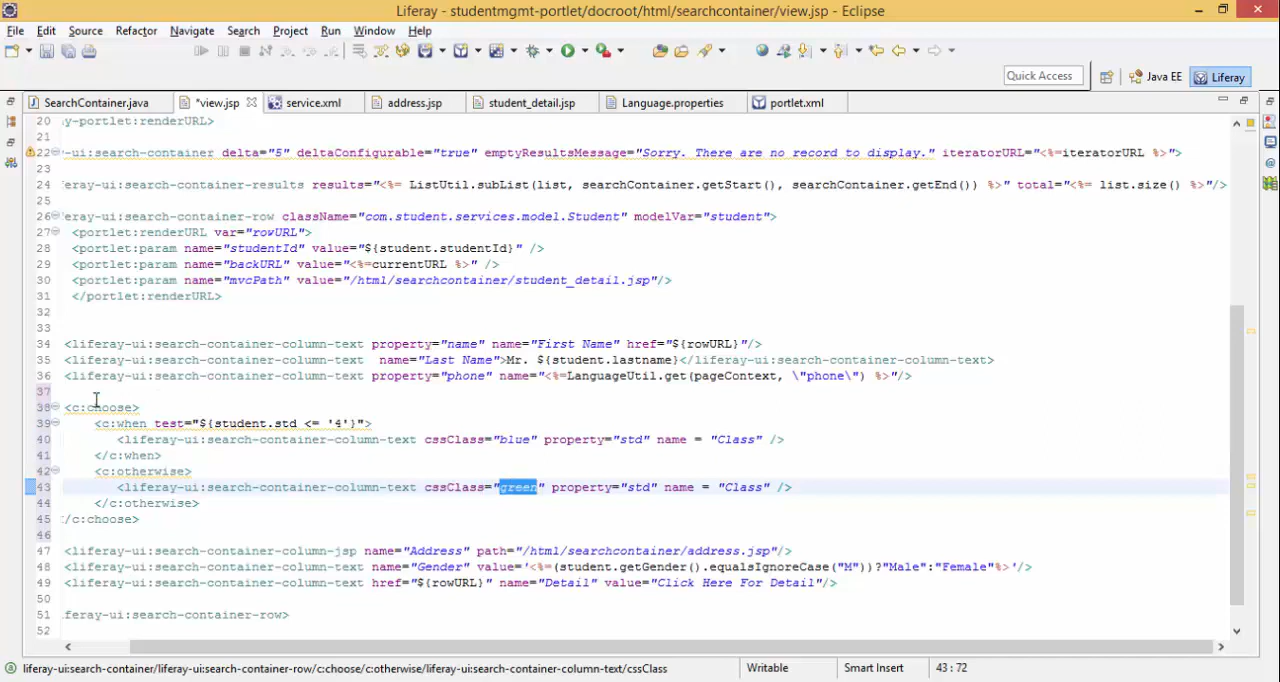 Liferay - studentmgmt-portlet/docroot/html/searchcontainer/view.jsp - Eclipse
File Edit Source Refactor Navigate Search Project Run Window Help
Quick Access Java EE Liferay
SearchContainer.java *view.jsp service.xml address.jsp student_detail.jsp Language.properties portlet.xml
20 ay-portlet:renderURL>
21
22 -ui:search-container delta="5" deltaConfigurable="true" emptyResultsMessage="Sorry. There are no record to display." iteratorURL="<%=iteratorURL %>">
23
24 feray-ui:search-container-results results="<%= ListUtil.subList(list, searchContainer.getStart(), searchContainer.getEnd()) %>" total="<%= list.size() %>"/>
25
26 feray-ui:search-container-row className="com.student.services.model.Student" modelVar="student">
27 <portlet:renderURL var="rowURL">
28 <portlet:param name="studentId" value="${student.studentId}" />
29 <portlet:param name="backURL" value="<%=currentURL %>" />
30 <portlet:param name="mvcPath" value="/html/searchcontainer/student_detail.jsp"/>
31 </portlet:renderURL>
32
33
34 <liferay-ui:search-container-column-text property="name" name="First Name" href="${rowURL}"/>
35 <liferay-ui:search-container-column-text  name="Last Name">Mr. ${student.lastname}</liferay-ui:search-container-column-text>
36 <liferay-ui:search-container-column-text property="phone" name="<%=LanguageUtil.get(pageContext, \"phone\") %>"/>
37
38 <c:choose>
39 <c:when test="${student.std <= '4'}">
40 <liferay-ui:search-container-column-text cssClass="blue" property="std" name = "Class" />
41 </c:when>
42 <c:otherwise>
43 <liferay-ui:search-container-column-text cssClass="green" property="std" name = "Class" />
44 </c:otherwise>
45 /c:choose>
46
47 <liferay-ui:search-container-column-jsp name="Address" path="/html/searchcontainer/address.jsp"/>
48 <liferay-ui:search-container-column-text name="Gender" value='<%=(student.getGender().equalsIgnoreCase("M"))?"Male":"Female"%>'/>
49 <liferay-ui:search-container-column-text href="${rowURL}" name="Detail" value="Click Here For Detail"/>
50
51 feray-ui:search-container-row>
52
liferay-ui:search-container/liferay-ui:search-container-row/c:choose/c:otherwise/liferay-ui:search-container-column-text/cssClass Writable Smart Insert 43 : 72